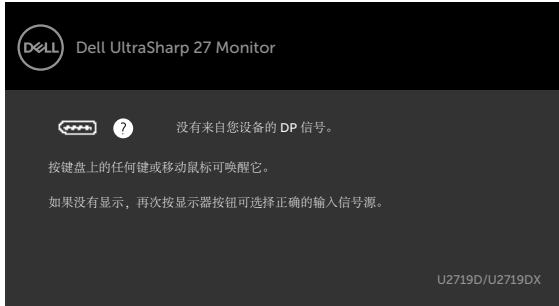 DELL
Dell UltraSharp 27 Monitor
? 没有来自您设备的 DP 信号。
按键盘上的任何键或移动鼠标可唤醒它。
如果没有显示，再次按显示器按钮可选择正确的输入信号源。
U2719D/U2719DX